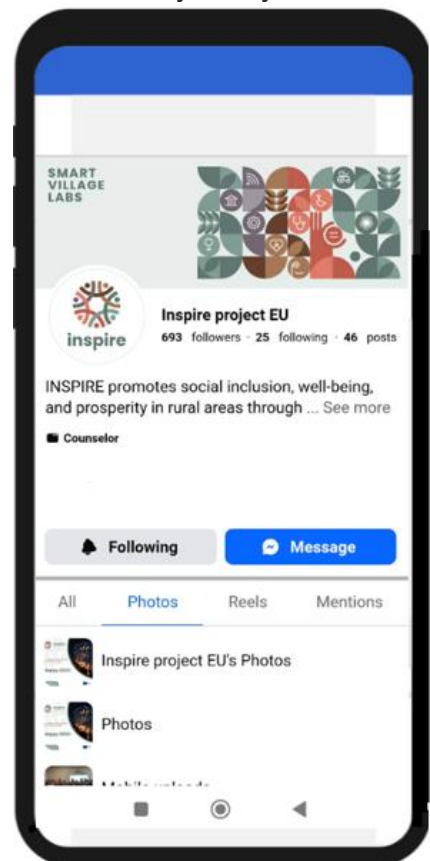 SMART
VILLAGE
LABS
inspire
Inspire project EU
693 followers · 25 following · 46 posts
INSPIRE promotes social inclusion, well-being,
and prosperity in rural areas through ... See more
Counselor
Following
Message
All Photos Reels Mentions
Inspire project EU's Photos
Photos
Mobile uploads